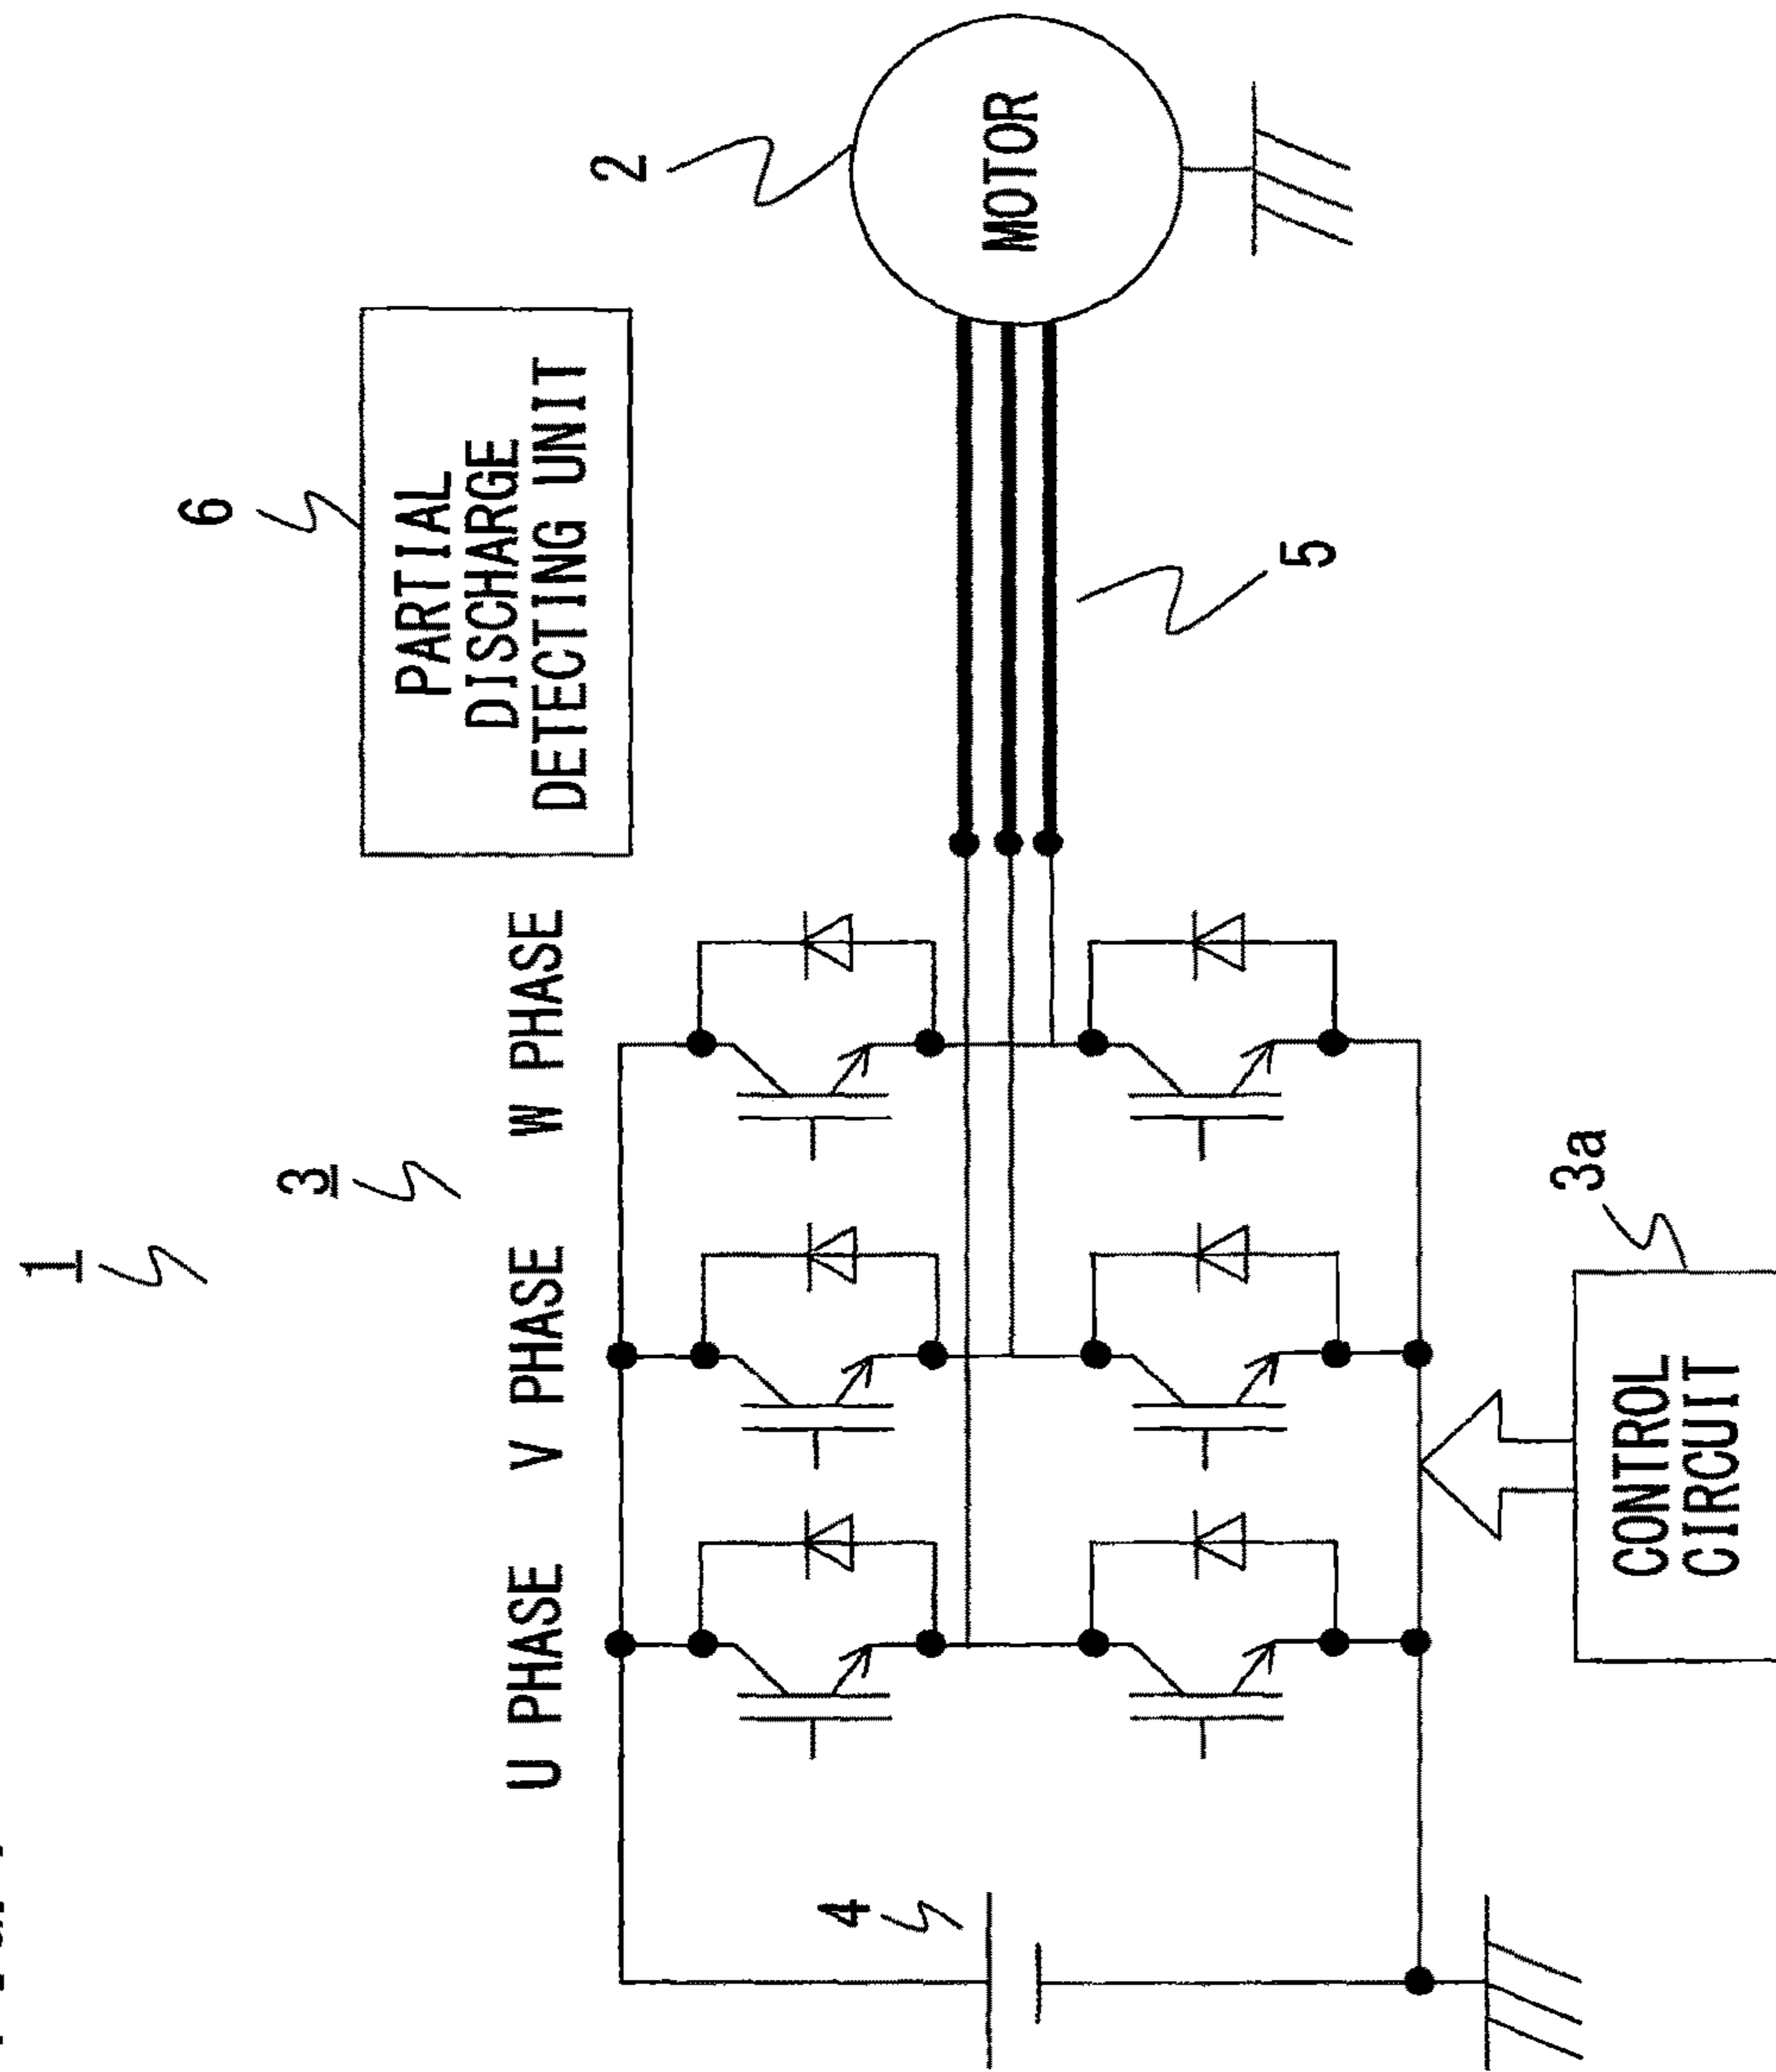 1
3
U PHASE
V PHASE
W PHASE
6
PARTIAL
DISCHARGE
DETECTING UNIT
2
MOTOR
4
5
3a
CONTROL
CIRCUIT